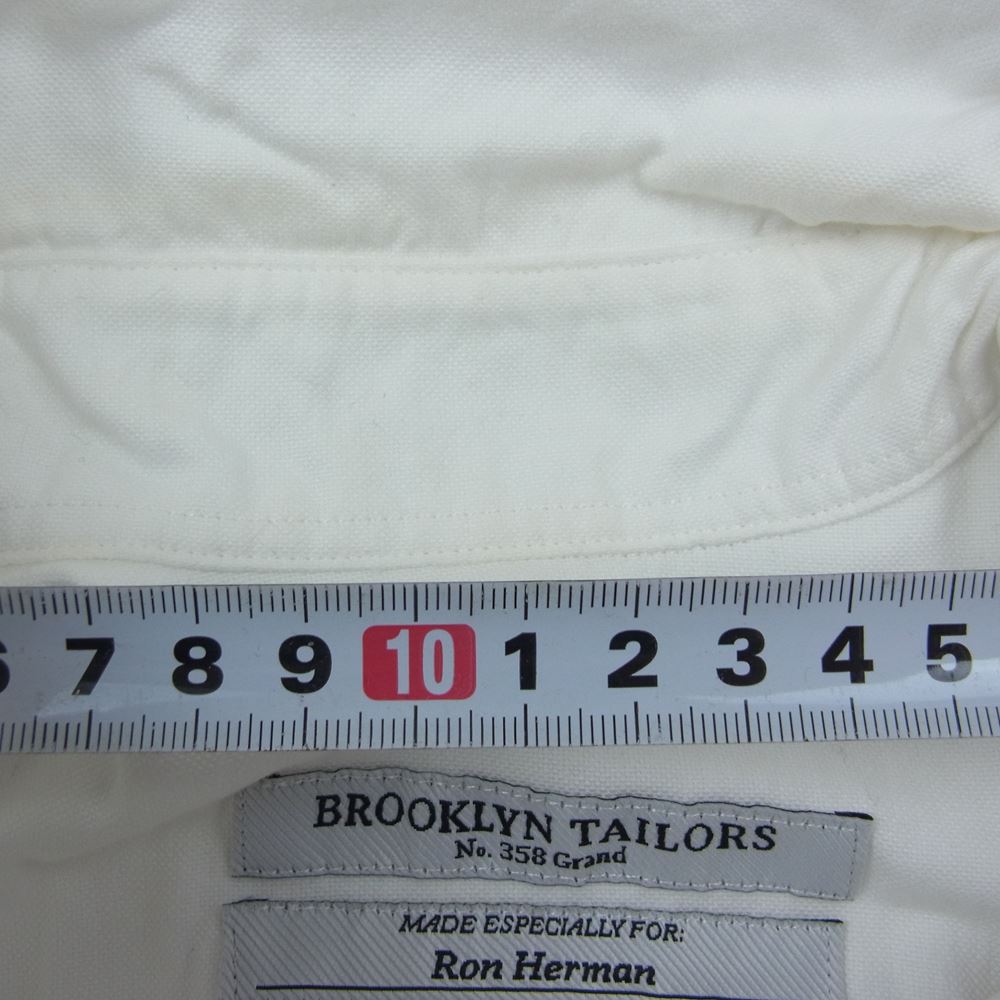 6 7 8 9 10 1 2 3 4 5
BROOKLYN TAILORS
No. 358 Grand
MADE ESPECIALLY FOR:
Ron Herman